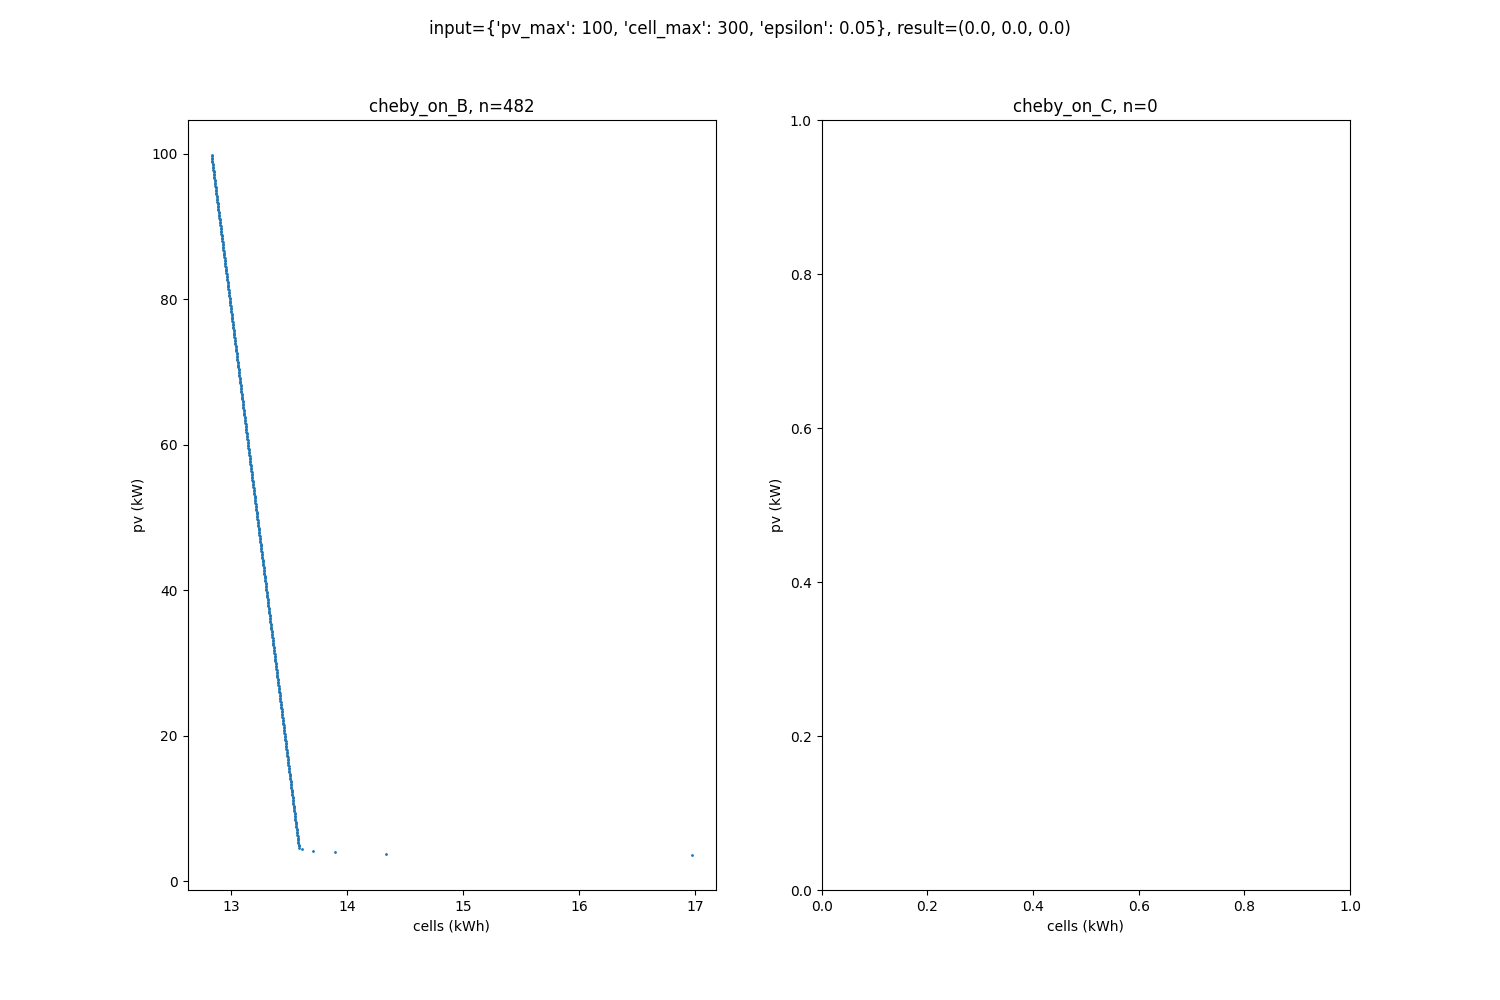 input={'pv_max': 100, 'cell_max': 300, 'epsilon': 0.05}, result=(0.0, 0.0, 0.0)
cheby_on_B, n=482
100
80
60
40
20
0
pv (kW)
13 14 15 16 17
cells (kWh)
cheby_on_C, n=0
1.0
0.8
0.6
0.4
0.2
0.0
pv (kW)
0.0 0.2 0.4 0.6 0.8 1.0
cells (kWh)